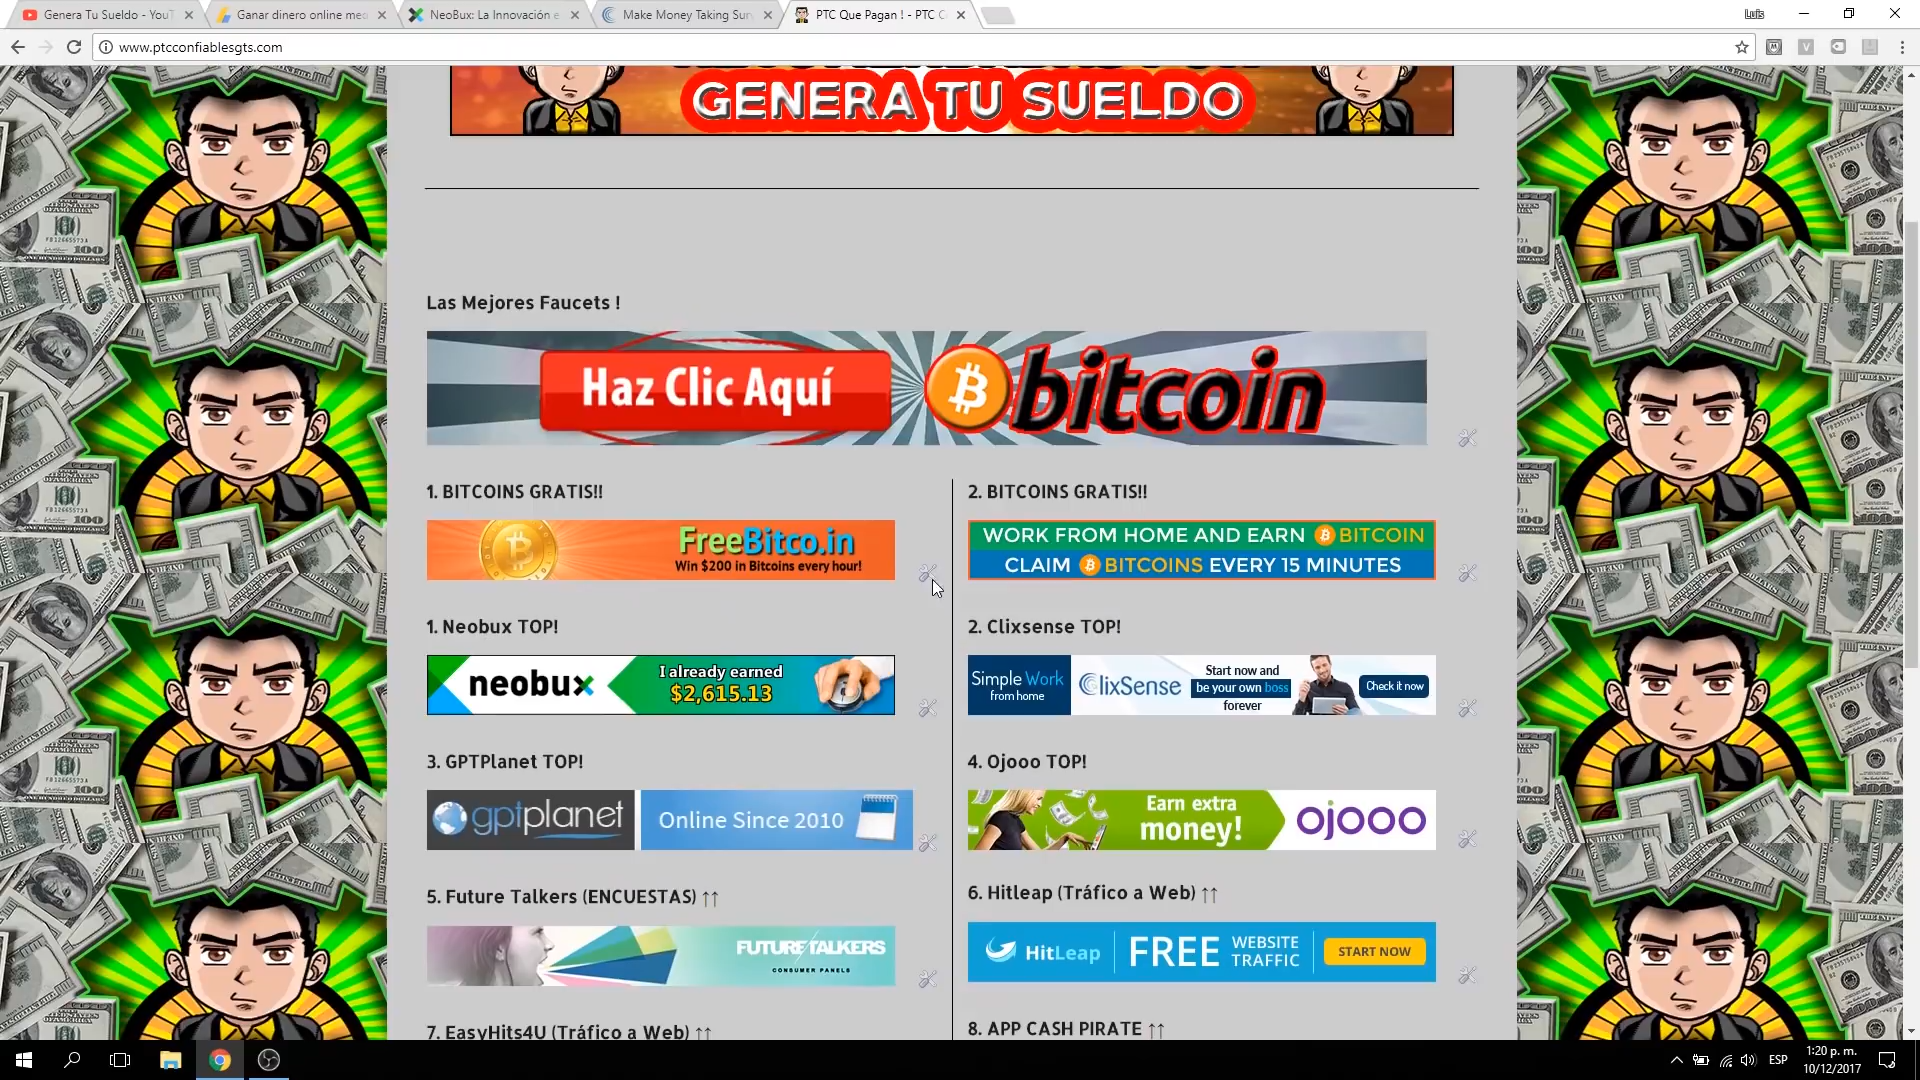 Genera Tu Sueldo - YouT
Ganar dinero online med
NeoBux: La Innovación e
Make Money Taking Sur
PTC Que Pagan ! - PTC C
Luis
www.ptcconfiablesgts.com
GENERA TU SUELDO
Las Mejores Faucets !
Haz Clic Aquí
bitcoin
1. BITCOINS GRATIS!!
2. BITCOINS GRATIS!!
FreeBitco.in
Win $200 in Bitcoins every hour!
WORK FROM HOME AND EARN BITCOIN
CLAIM BITCOINS EVERY 15 MINUTES
1. Neobux TOP!
2. Clixsense TOP!
neobux
I already earned
$2,615.13
Simple Work
from home
ClixSense
Start now and
be your own boss
forever
Check it now
3. GPTPlanet TOP!
4. Ojooo TOP!
gptplanet
Online Since 2010
Earn extra
money!
ojooo
5. Future Talkers (ENCUESTAS) ↑↑
6. Hitleap (Tráfico a Web) ↑↑
FUTURE TALKERS
CONSUMER PANELS
HitLeap
FREE
WEBSITE
TRAFFIC
START NOW
7. EasyHits4U (Tráfico a Web) ↑↑
8. APP CASH PIRATE ↑↑
ESP
1:20 p. m.
10/12/2017